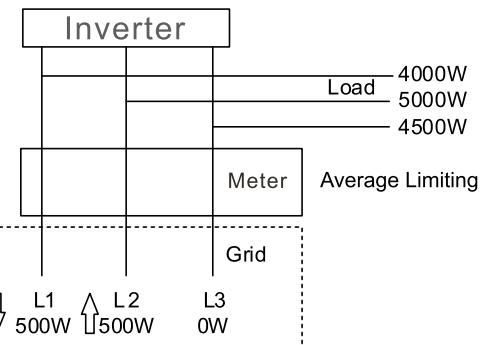 Inverter
4000W
Load
5000W
4500W
Meter
Average Limiting
Grid
L1 L2 L3
500W 500W 0W